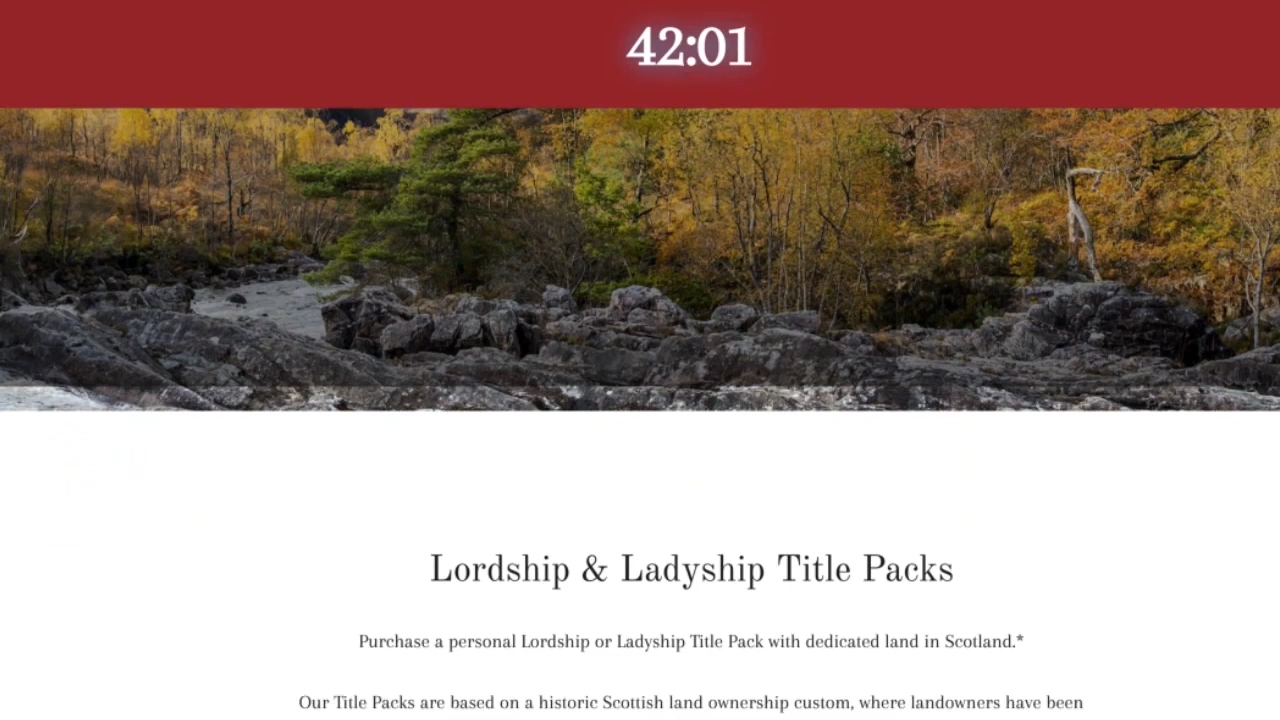 42:01
Lordship & Ladyship Title Packs
Purchase a personal Lordship or Ladyship Title Pack with dedicated land in Scotland.*
Our Title Packs are based on a historic Scottish land ownership custom, where landowners have been